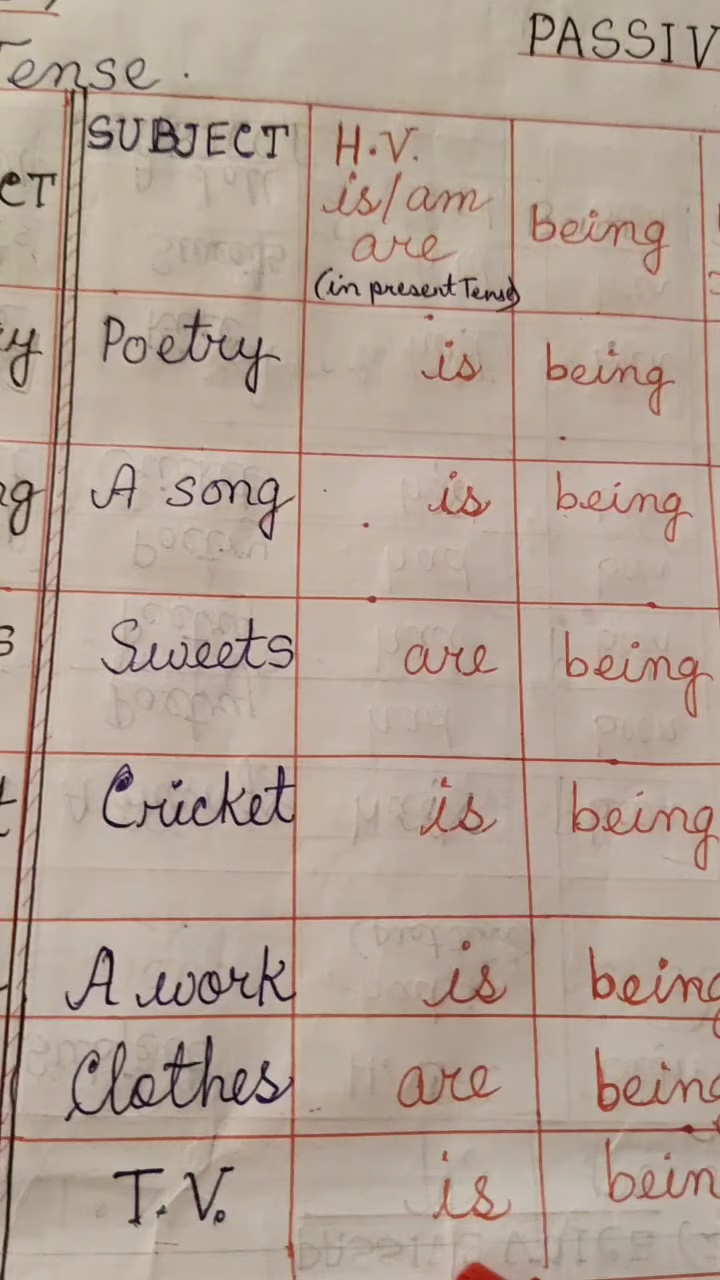 PASSIV
Tense.
SUBJECT H.V. is/am are (in present Tense) Being
Poetry is being
A song is being
Sweets are being
Cricket is being
A work is being
Clothes are being
T.V. is bein